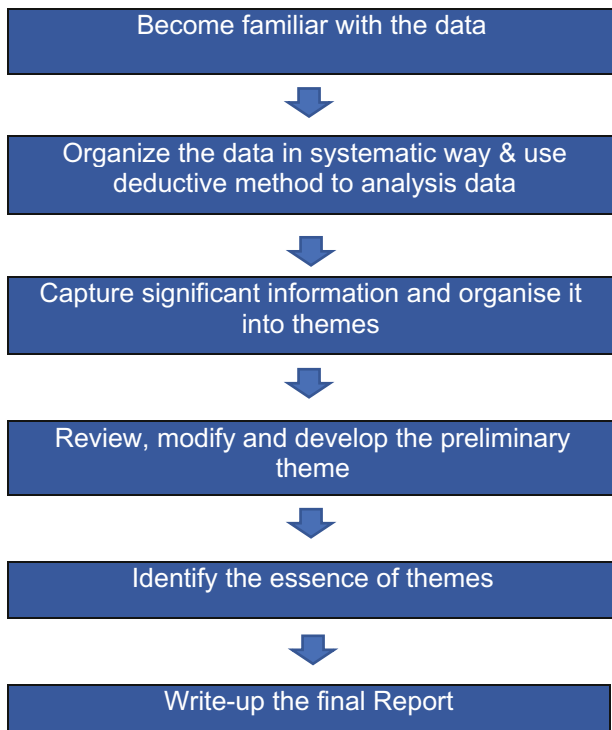 Become familiar with the data
Organize the data in systematic way & use
deductive method to analysis data
Capture significant information and organise it
into themes
Review, modify and develop the preliminary
theme
Identify the essence of themes
Write-up the final Report